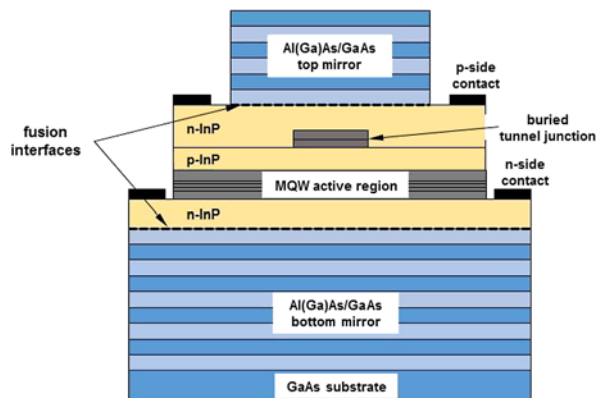 Al(Ga)As/GaAs
top mirror
p-side
contact
fusion
interfaces
n-InP
buried
tunnel junction
p-InP
n-side
contact
MQW active region
n-InP
Al(Ga)As/GaAs
bottom mirror
GaAs substrate